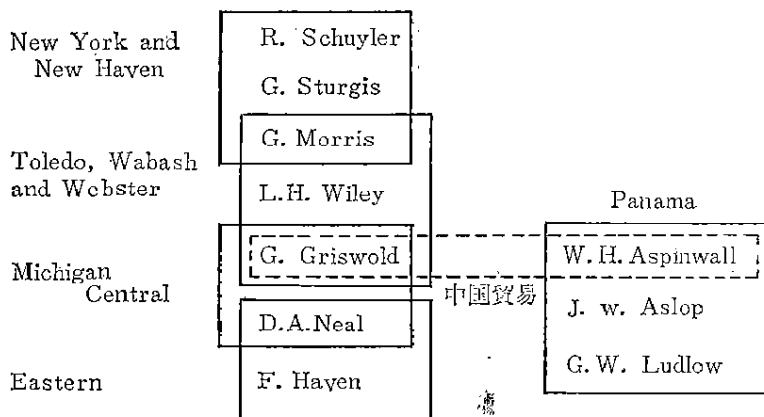 New York and
New Haven
R. Schuyler
G. Sturgis
G. Morris
Toledo, Wabash
and Webster
L.H. Wiley
Panama
G. Griswold
W. H. Aspinwall
Michigan
Central
中国贸易
J. w. Aslop
D.A.Neal
G. W. Ludlow
Eastern
F. Haven